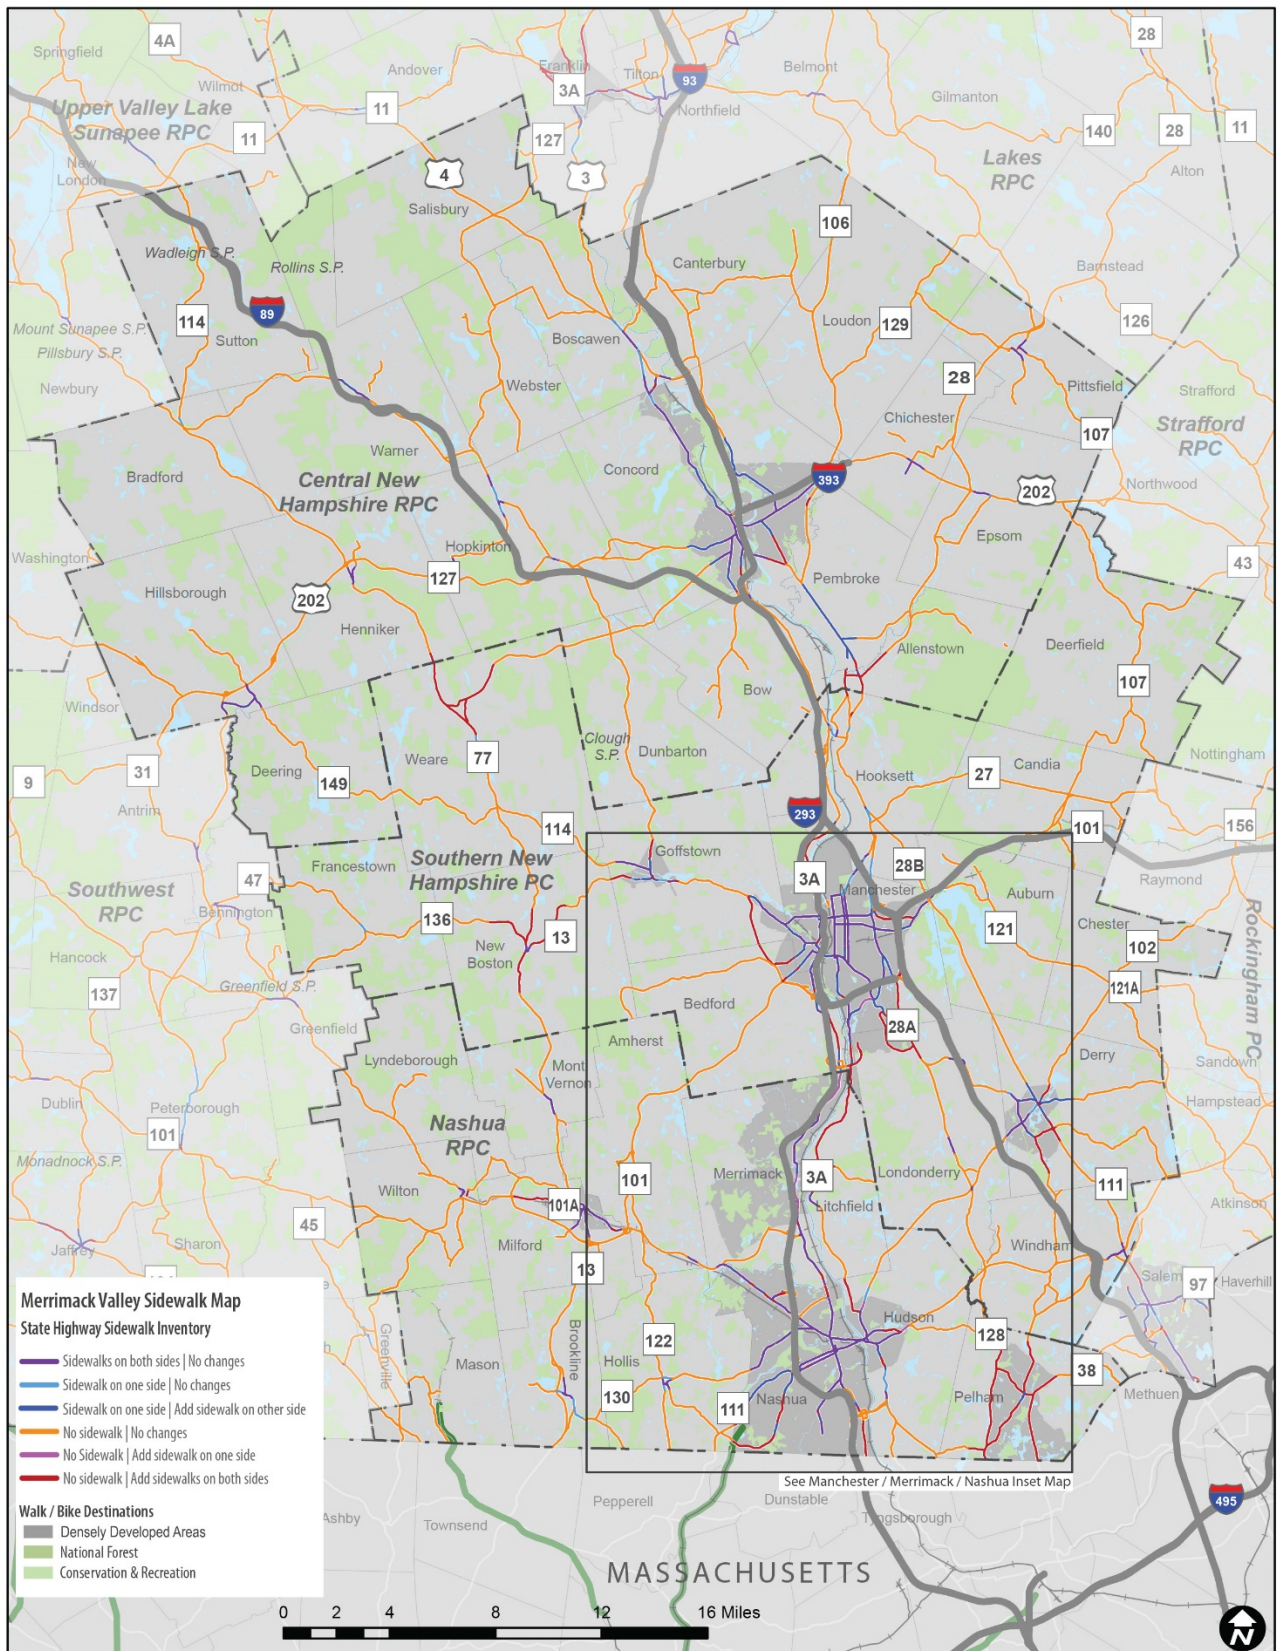 Springfield
4A
Wilmot
Andover
11
Franklin
3A
Tilton
93
Belmont
28
Upper Valley Lake
Sunapee RPC
Northfield
Gilmanton
11
127
140
28
11
New
London
4
3
Lakes
RPC
Alton
Salisbury
106
Wadleigh S.P.
Rollins S.P.
Canterbury
Barnstead
89
114
Mount Sunapee S.P.
Pillsbury S.P.
Sutton
Boscawen
Loudon
129
126
Newbury
Webster
28
Pittsfield
Strafford
Chichester
Strafford
RPC
107
Warner
Bradford
Central New
Hampshire RPC
Concord
393
202
Northwood
Washington
Hopkinton
Epsom
127
Pembroke
43
Hillsborough
202
Henniker
Allenstown
Deerfield
107
Bow
Windsor
Clough
S.P.
Dunbarton
Weare
77
Nottingham
9
31
Deering
149
Hooksett
27
Candia
Antrim
293
114
101
156
Francestown
Southern New
Hampshire PC
Goffstown
3A
28B
Manchester
Southwest
RPC
47
Raymond
Auburn
Bennington
136
13
121
Chester
102
New
Boston
Hancock
137
Greenfield S.P.
121A
Rockingham PC
Bedford
28A
Greenfield
Amherst
Lyndeborough
Mont
Vernon
Derry
Sandown
Dublin
Peterborough
Hampstead
101
Nashua
RPC
Monadnock S.P.
101
Merrimack
3A
Londonderry
111
Wilton
101A
Litchfield
Atkinson
45
Jaffrey
Sharon
Milford
Windham
13
Salem
97
Haverhill
Merrimack Valley Sidewalk Map
State Highway Sidewalk Inventory
Sidewalks on both sides | No changes
Sidewalk on one side | No changes
Sidewalk on one side | Add sidewalk on other side
No sidewalk | No changes
No Sidewalk | Add sidewalk on one side
No sidewalk | Add sidewalks on both sides
Walk / Bike Destinations
Densely Developed Areas
National Forest
Conservation & Recreation
Greenville
Mason
Brookline
Hollis
122
130
Hudson
128
38
Nashua
111
Pelham
Methuen
See Manchester / Merrimack / Nashua Inset Map
Ashby
Townsend
Pepperell
Dunstable
Tyngsborough
495
MASSACHUSETTS
0 2 4 8 12 16 Miles
N